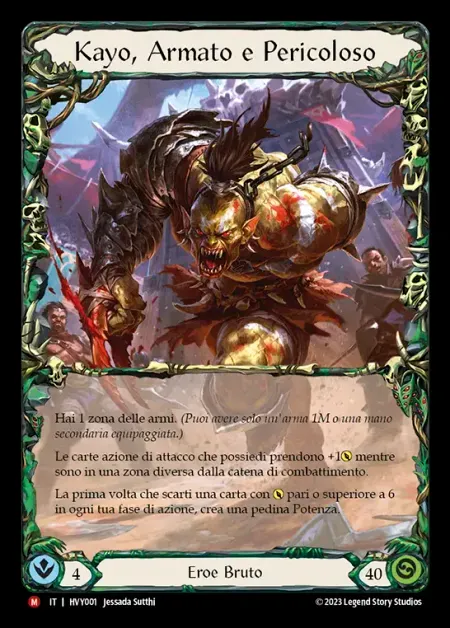 Kayo, Armato e Pericoloso
Hai 1 zona delle armi. (Puoi avere solo un'arma 1M o una mano
secondaria equipaggiata.)
Le carte azione di attacco che possiedi prendono +1 mentre
sono in una zona diversa dalla catena di combattimento.
La prima volta che scarti una carta con pari o superiore a 6
in ogni tua fase di azione, crea una pedina Potenza.
4
Eroe Bruto
40
M IT | HVY001 Jessada Sutthi
© 2023 Legend Story Studios